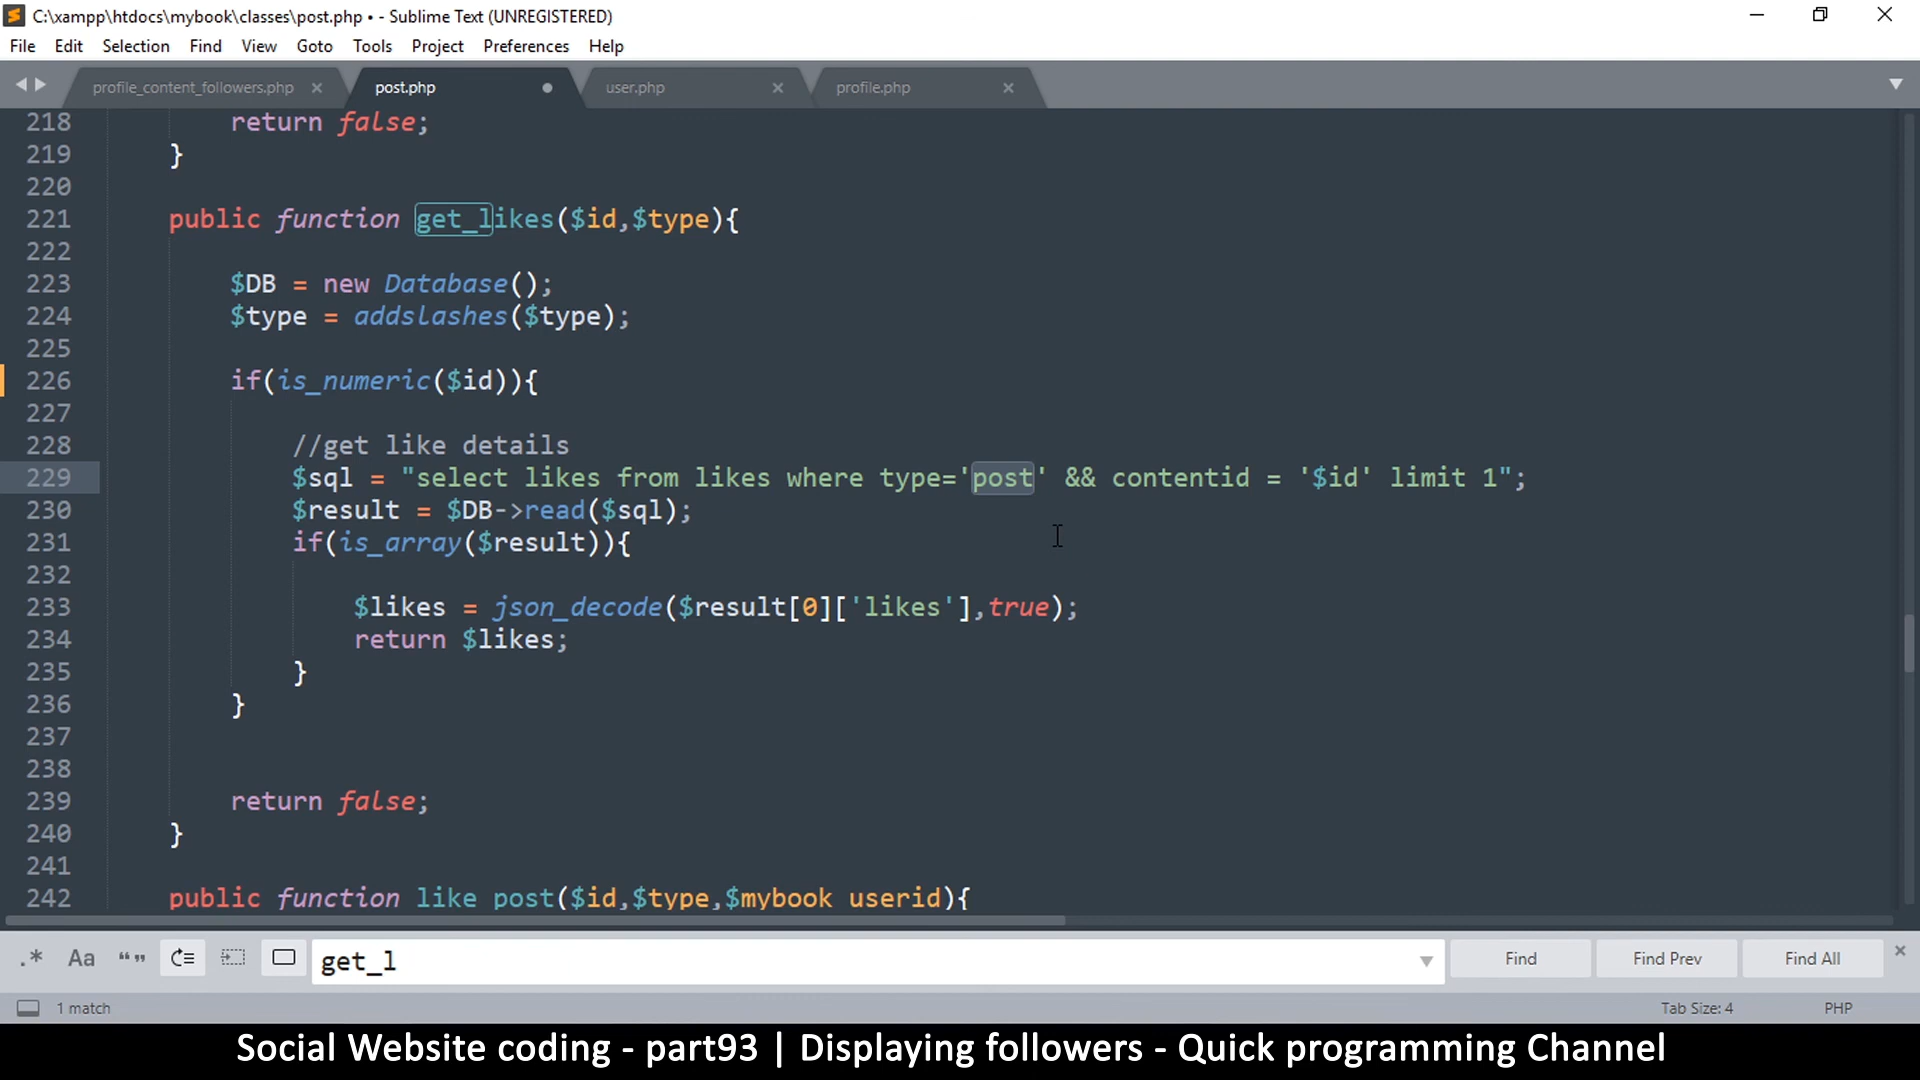 C:\xampp\htdocs\mybook\classes\post.php • - Sublime Text (UNREGISTERED)
File Edit Selection Find View Goto Tools Project Preferences Help
profile_content_followers.php × post.php user.php × profile.php ×
218 return false;
219 }
220
221 public function get_likes($id,$type){
222
223 $DB = new Database();
224 $type = addslashes($type);
225
226 if(is_numeric($id)){
227
228 //get like details
229 $sql = "select likes from likes where type='post' && contentid = '$id' limit 1";
230 $result = $DB->read($sql);
231 if(is_array($result)){
232
233 $likes = json_decode($result[0]['likes'],true);
234 return $likes;
235 }
236 }
237
238
239 return false;
240 }
241
242 public function like_post($id,$type,$mybook_userid){
.* Aa “” get_l Find Find Prev Find All ×
1 match Tab Size: 4 PHP
Social Website coding - part93 | Displaying followers - Quick programming Channel